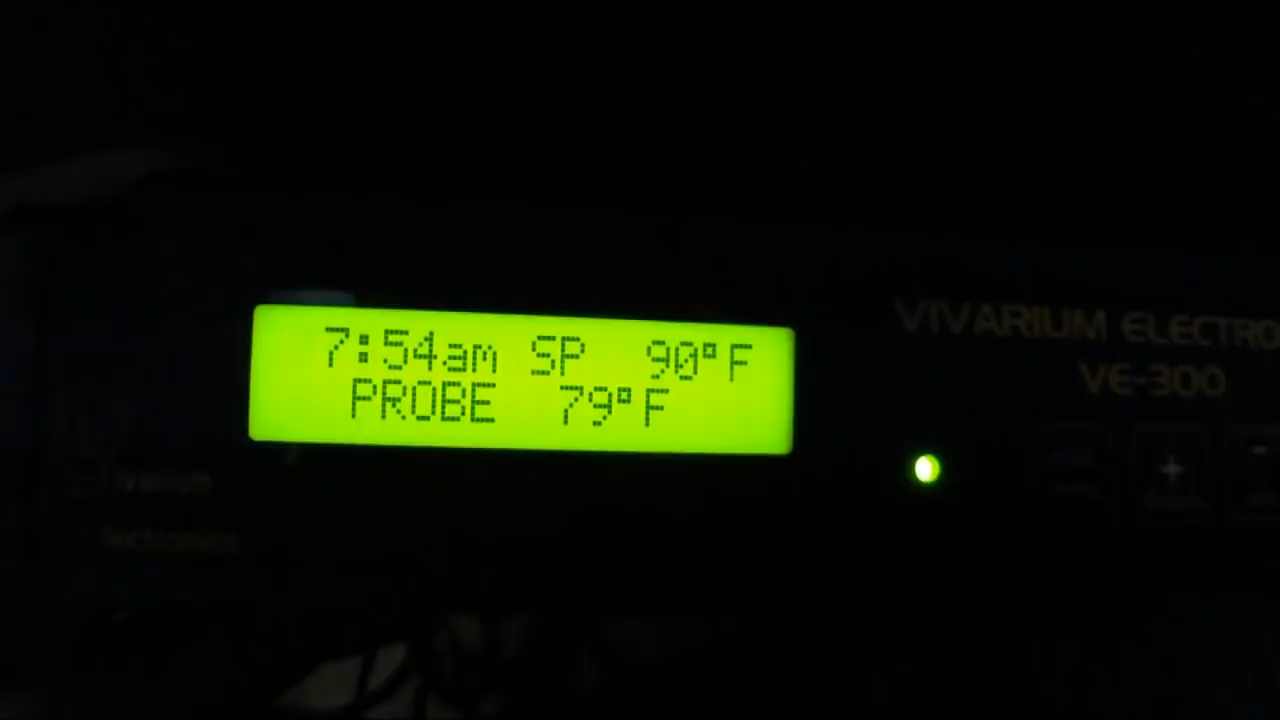 7:54am SP 90°F
PROBE 79°F
VIVARIUM ELECTRO
VE-300
+
-